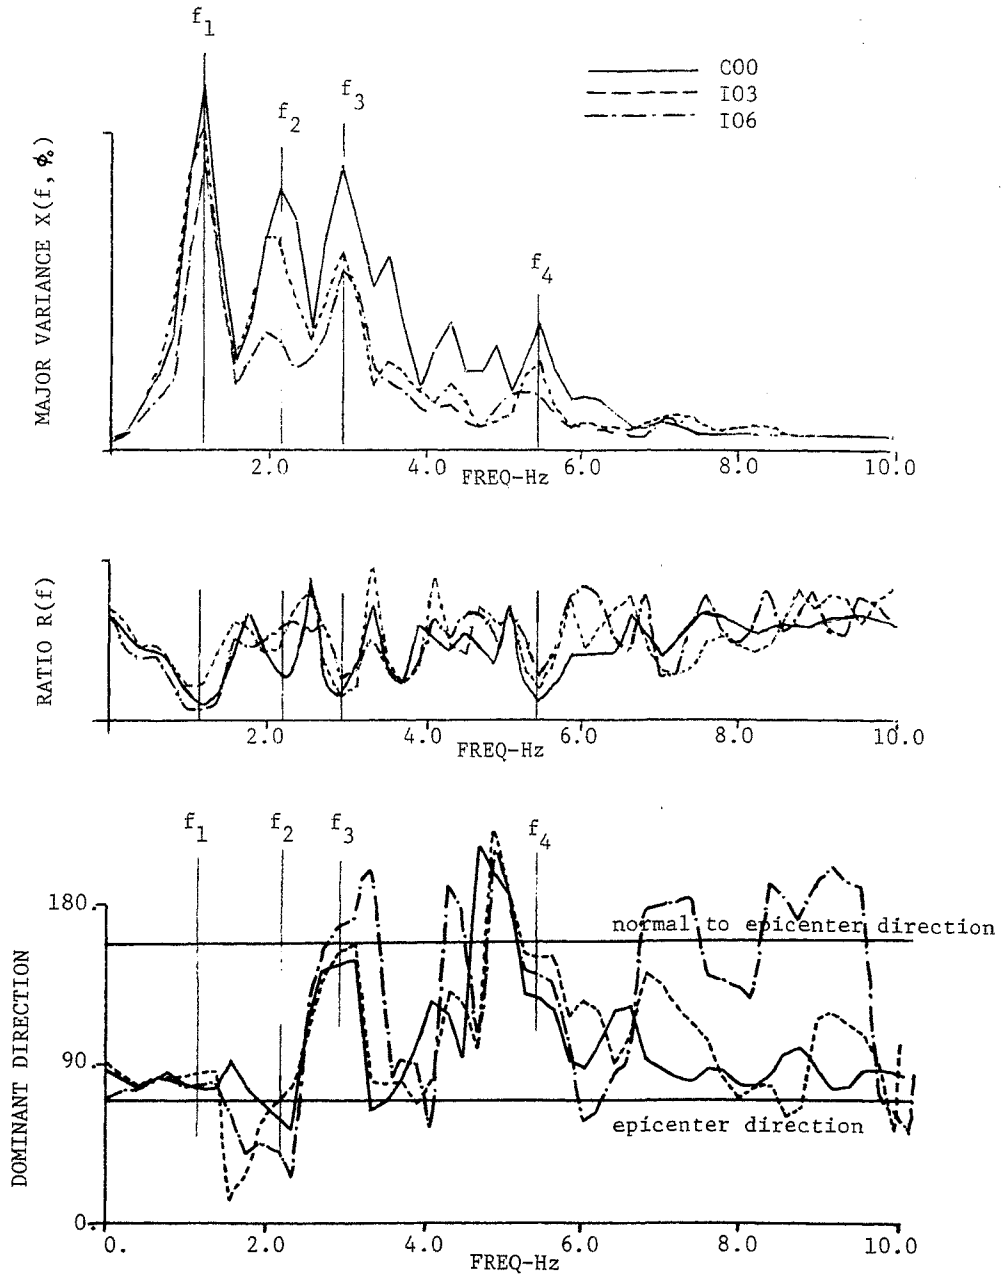 f1
f2
f3
f4
C00
I03
I06
MAJOR VARIANCE X(f, ϕ₀)
2.0 4.0 6.0 8.0 10.0
FREQ-Hz
RATIO R(f)
2.0 4.0 6.0 8.0 10.0
FREQ-Hz
f1 f2 f3 f4
180
90
0.
DOMINANT DIRECTION
normal to epicenter direction
epicenter direction
0. 2.0 4.0 6.0 8.0 10.0
FREQ-Hz